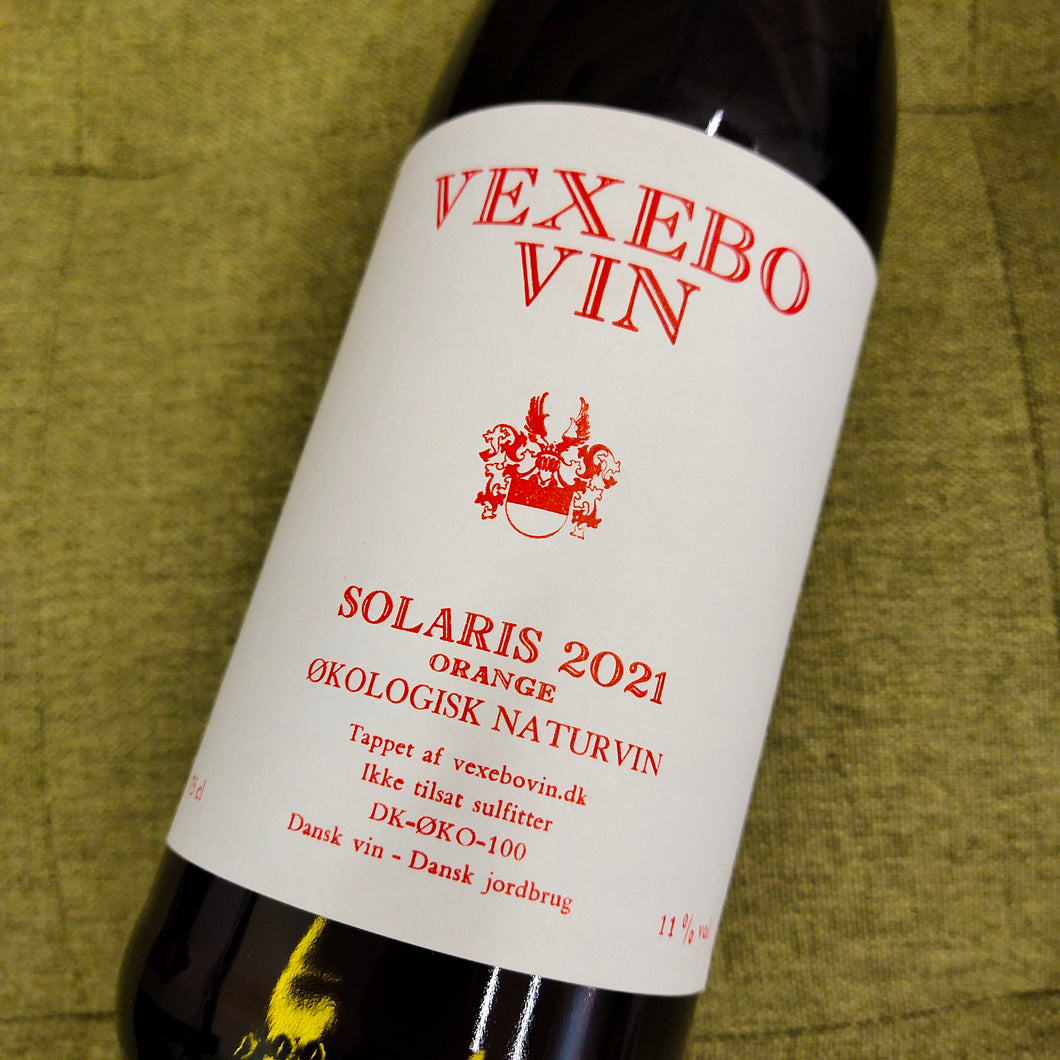 VEXEBO
VIN
SOLARIS 2021
ORANGE
ØKOLOGISK NATURVIN
Tappet af vexebovin.dk
Ikke tilsat sulfitter
DK-ØKO-100
Dansk vin - Dansk jordbrug
cl
11 % vol